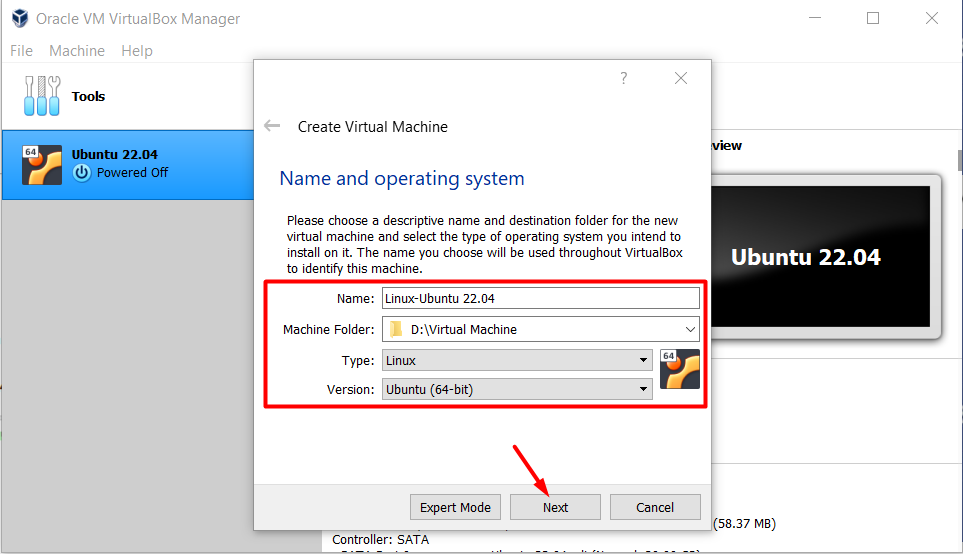 Oracle VM VirtualBox Manager
File Machine Help
Tools
64
Ubuntu 22.04
Powered Off
?
Create Virtual Machine
Name and operating system
Please choose a descriptive name and destination folder for the new
virtual machine and select the type of operating system you intend to
install on it. The name you choose will be used throughout VirtualBox
to identify this machine.
Name: Linux-Ubuntu 22.04
Machine Folder: D:\Virtual Machine
Type: Linux
64
Version: Ubuntu (64-bit)
Expert Mode Next Cancel
view
Ubuntu 22.04
(58.37 MB)
Controller: SATA